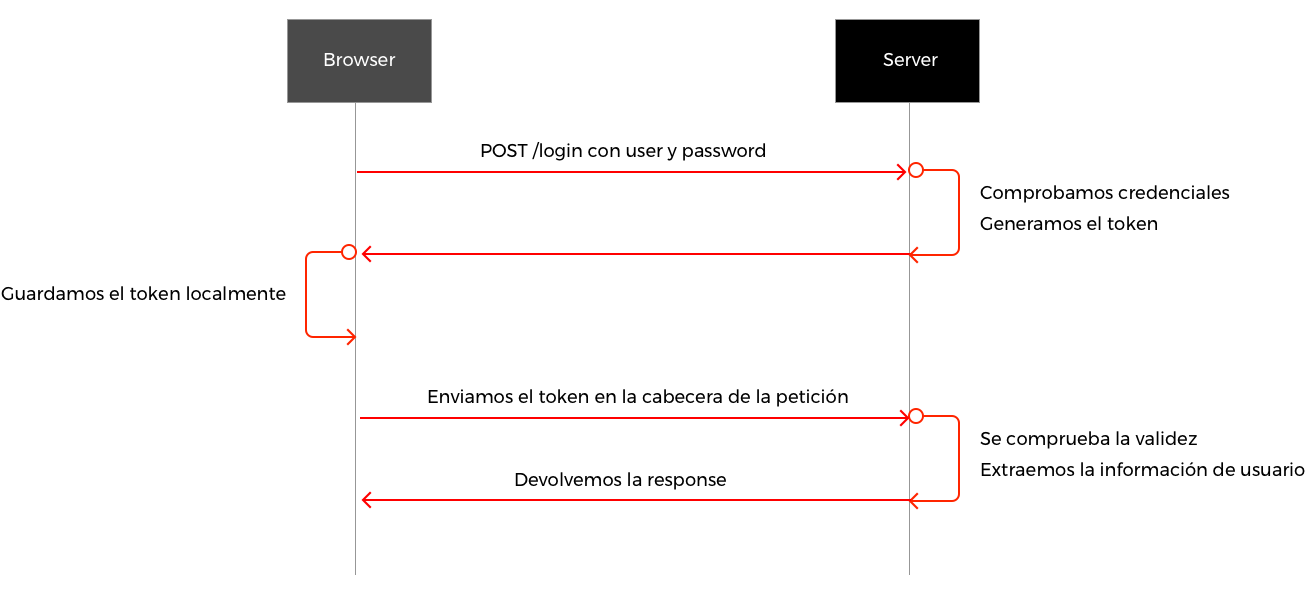 Browser
Server
POST /login con user y password
Comprobamos credenciales
Generamos el token
Guardamos el token localmente
Enviamos el token en la cabecera de la petición
Se comprueba la validez
Extraemos la información de usuario
Devolvemos la response